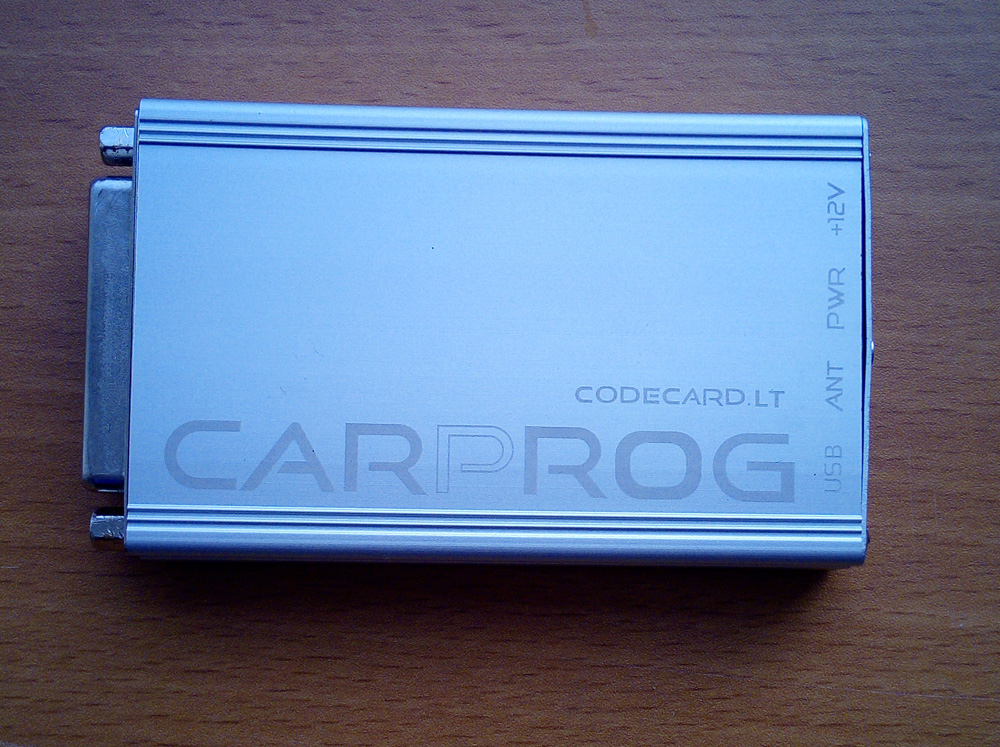 CODECARD.LT
CARPROG
USB ANT PWR +12V